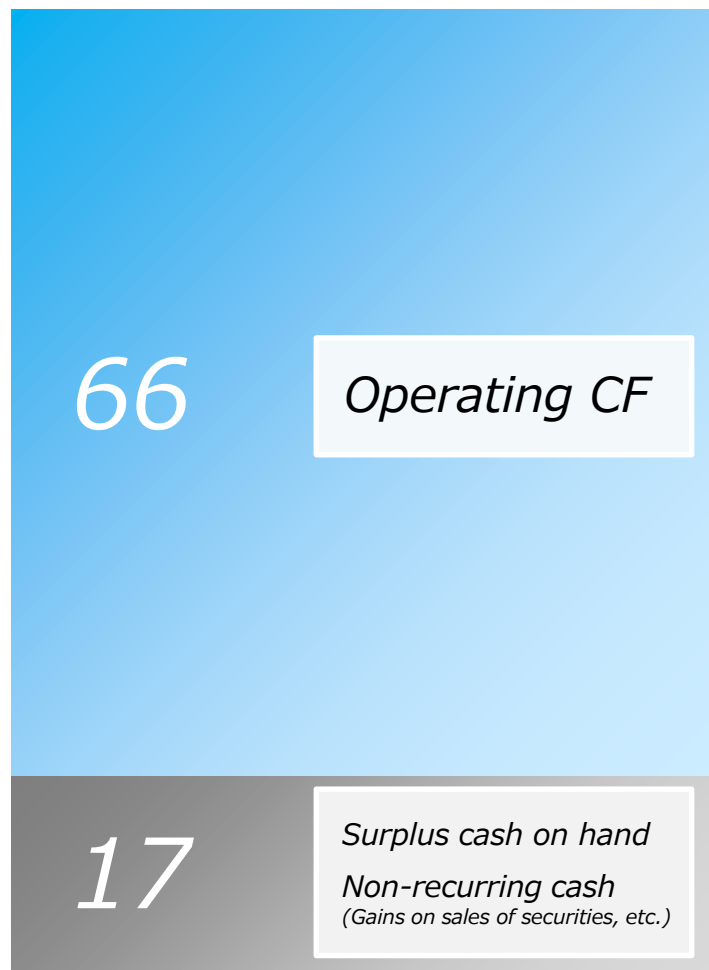 66
Operating CF
17
Surplus cash on hand
Non-recurring cash
(Gains on sales of securities, etc.)